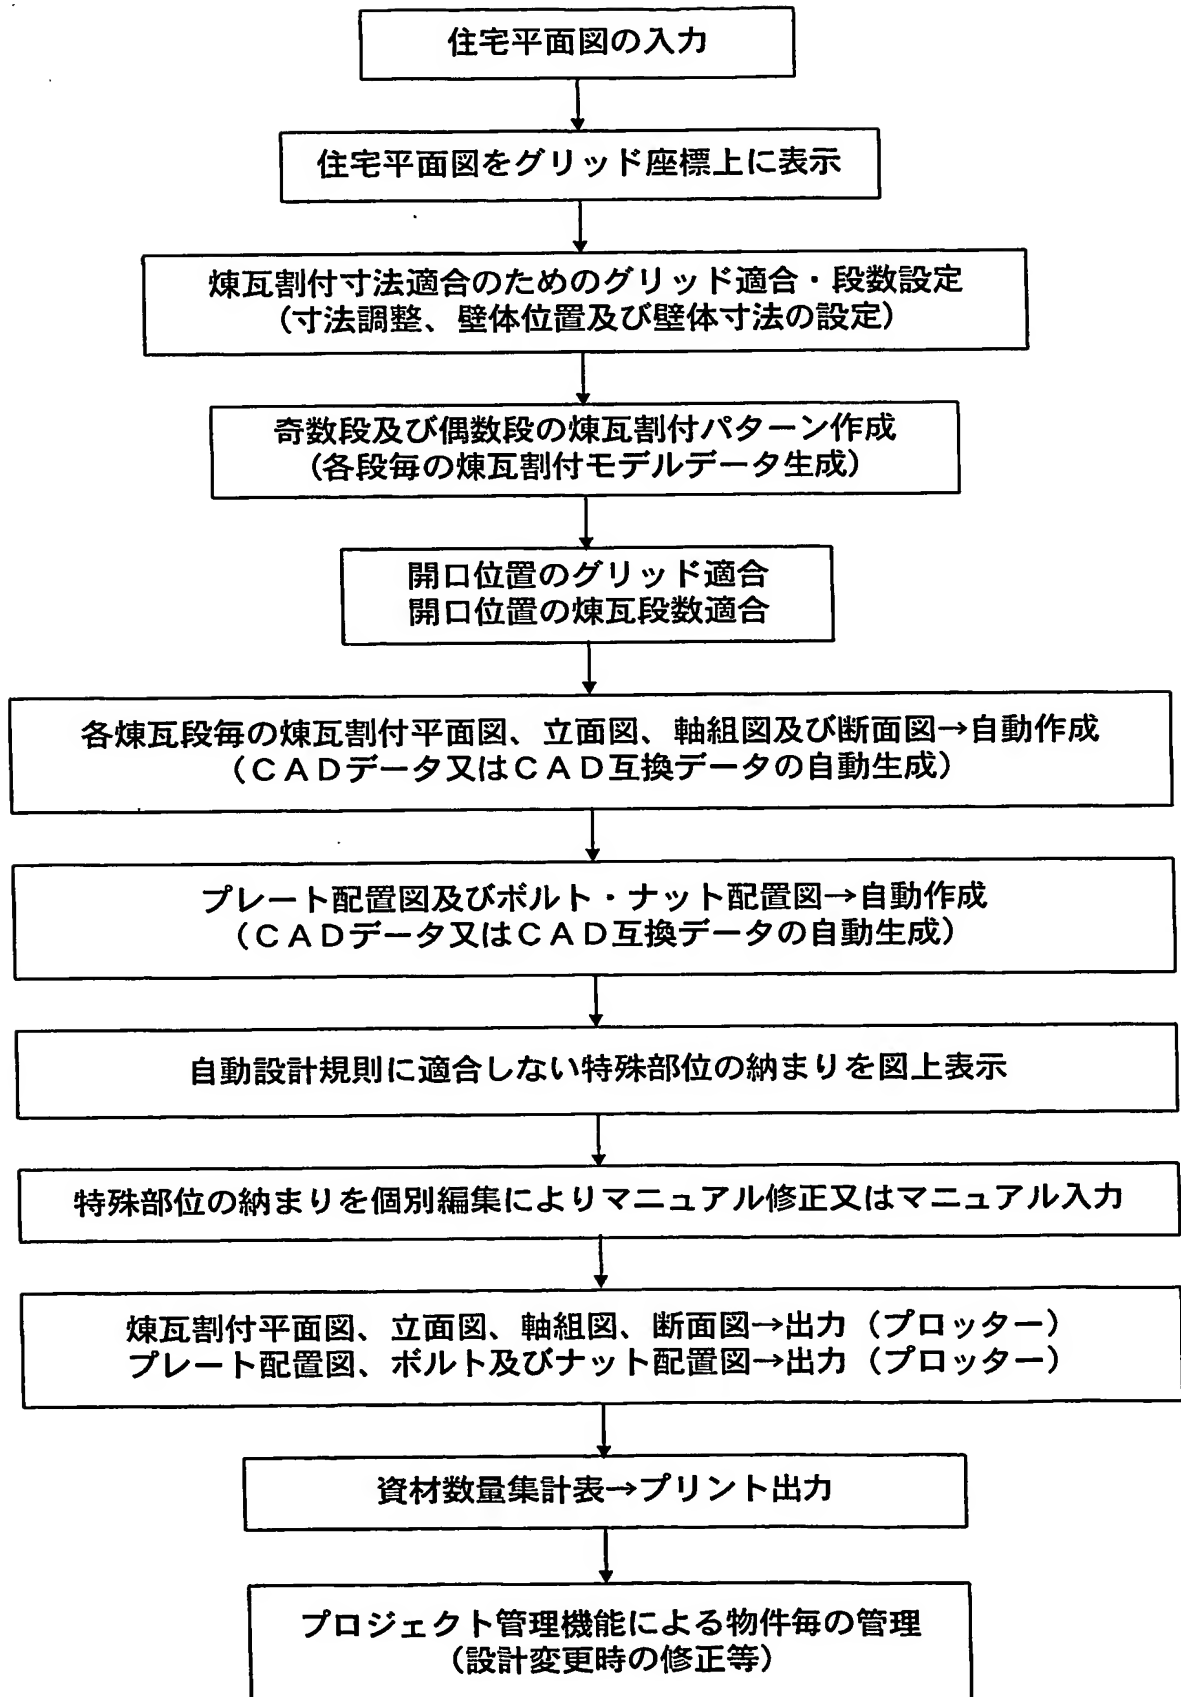 住宅平面図の入力
住宅平面図をグリッド座標上に表示
煉瓦割付寸法適合のためのグリッド適合・段数設定
(寸法調整、壁体位置及び壁体寸法の設定)
奇数段及び偶数段の煉瓦割付パターン作成
(各段毎の煉瓦割付モデルデータ生成)
開口位置のグリッド適合
開口位置の煉瓦段数適合
各煉瓦段毎の煉瓦割付平面図、立面図、軸組図及び断面図→自動作成
(CADデータ又はCAD互換データの自動生成)
プレート配置図及びボルト・ナット配置図→自動作成
(CADデータ又はCAD互換データの自動生成)
自動設計規則に適合しない特殊部位の納まりを図上表示
特殊部位の納まりを個別編集によりマニュアル修正又はマニュアル入力
煉瓦割付平面図、立面図、軸組図、断面図→出力(プロッター)
プレート配置図、ボルト及びナット配置図→出力(プロッター)
資材数量集計表→プリント出力
プロジェクト管理機能による物件毎の管理
(設計変更時の修正等)